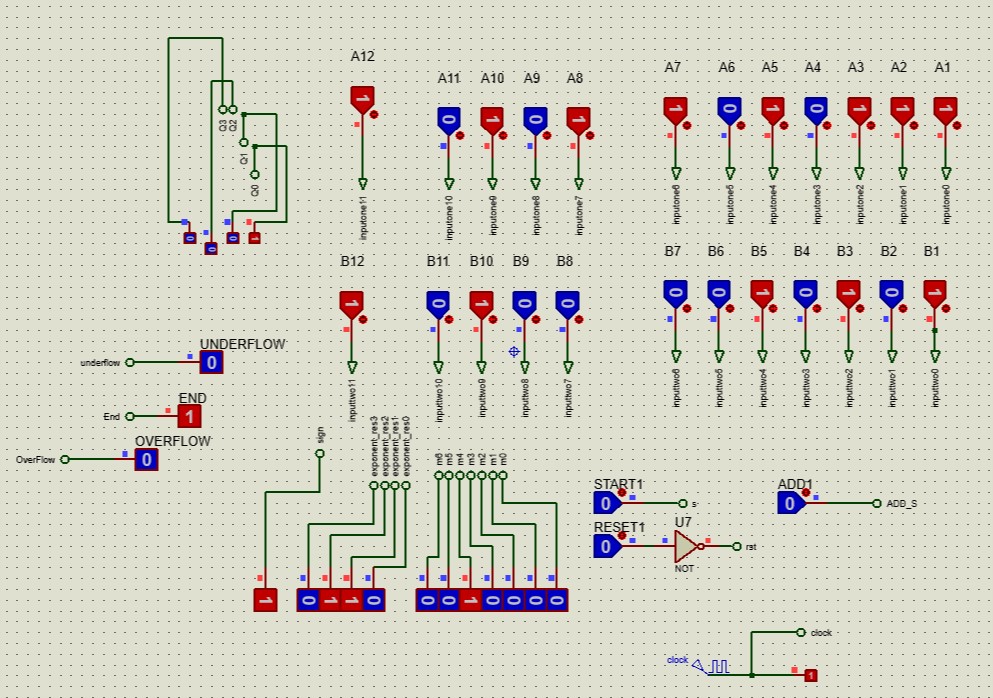 A12
A11 A10 A9 A8
A7 A6 A5 A4 A3 A2 A1
1
0 1 0 1
1 0 1 0 1 1 1
Q3 Q2
Q1
Q0
inputone11 inputone10 inputone9 inputone8 inputone7
inputone6 inputone5 inputone4 inputone3 inputone2 inputone1 inputone0
0 0 0 1
B12 B11 B10 B9 B8
B7 B6 B5 B4 B3 B2 B1
1 0 1 0 0
0 0 1 0 1 0 1
inputtwo11 inputtwo10 inputtwo9 inputtwo8 inputtwo7
inputtwo6 inputtwo5 inputtwo4 inputtwo3 inputtwo2 inputtwo1 inputtwo0
UNDERFLOW
underflow 0
END
End 1
OVERFLOW
OverFlow 0
sign
exponent_res3 exponent_res2 exponent_res1 exponent_res0
m6 m5 m4 m3 m2 m1 m0
START1
0 s
ADD1
0 ADD_S
RESET1
0
U7
NOT
rst
1
0 1 1 0
0 0 1 0 0 0 0
clock
clock
1